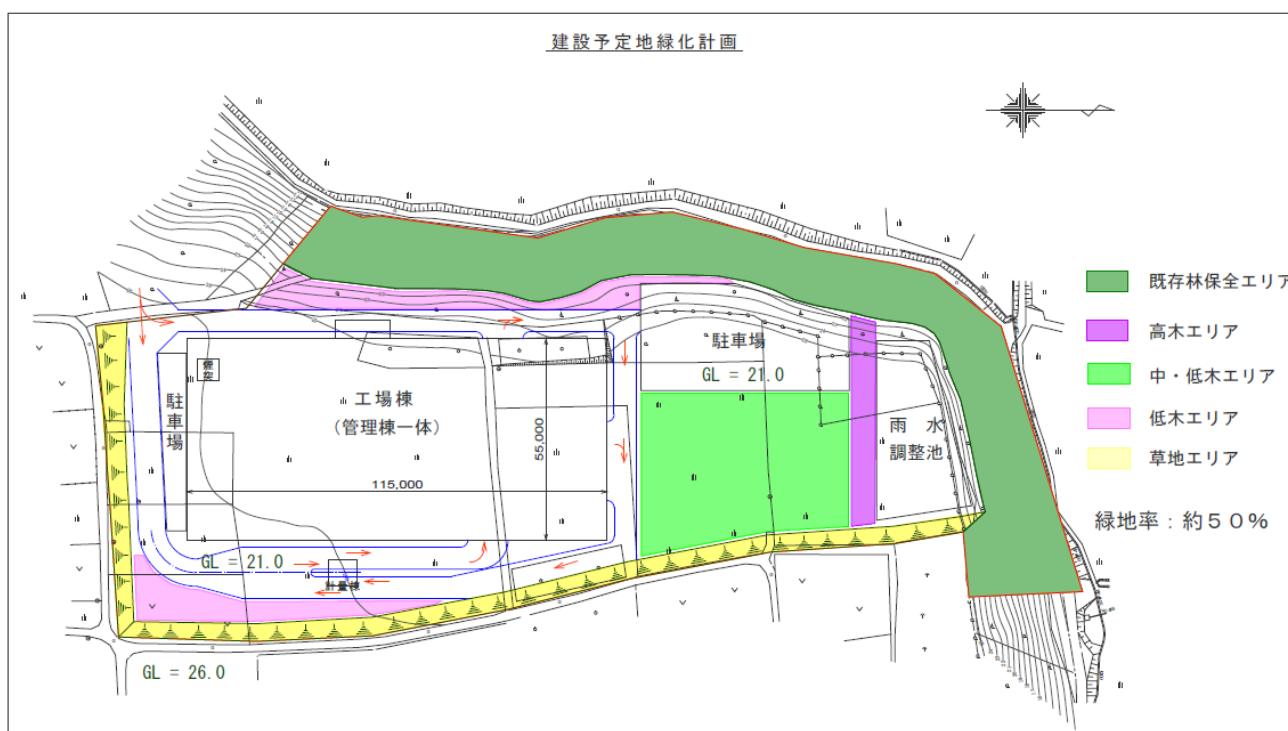 建設予定地緑化計画
既存林保全エリア
高木エリア
中・低木エリア
低木エリア
草地エリア
緑地率：約５０％
駐車場
GL = 21.0
煙突
駐車場
工場棟
（管理棟一体）
55,000
115,000
雨 水
調整池
GL = 21.0
計量棟
GL = 26.0